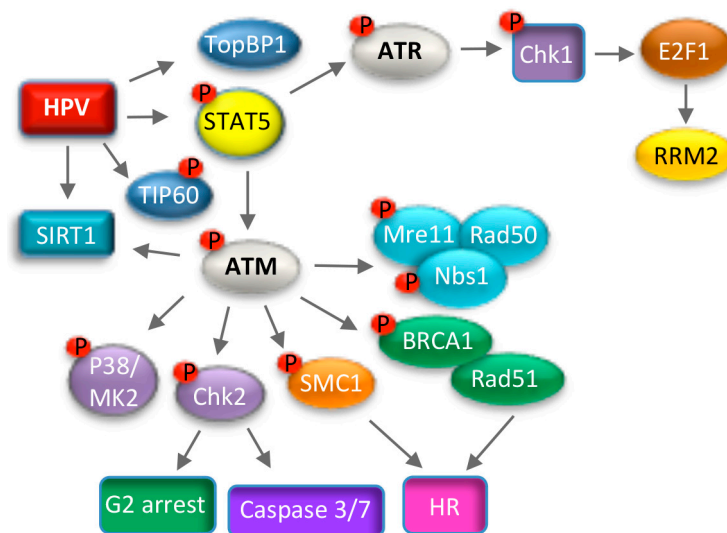 P
TopBP1
P
ATR
P
Chk1
E2F1
HPV
P
STAT5
RRM2
P
TIP60
SIRT1
P
ATM
P
Mre11
Rad50
P
Nbs1
P
P38/
MK2
P
Chk2
P
SMC1
P
BRCA1
Rad51
G2 arrest
Caspase 3/7
HR